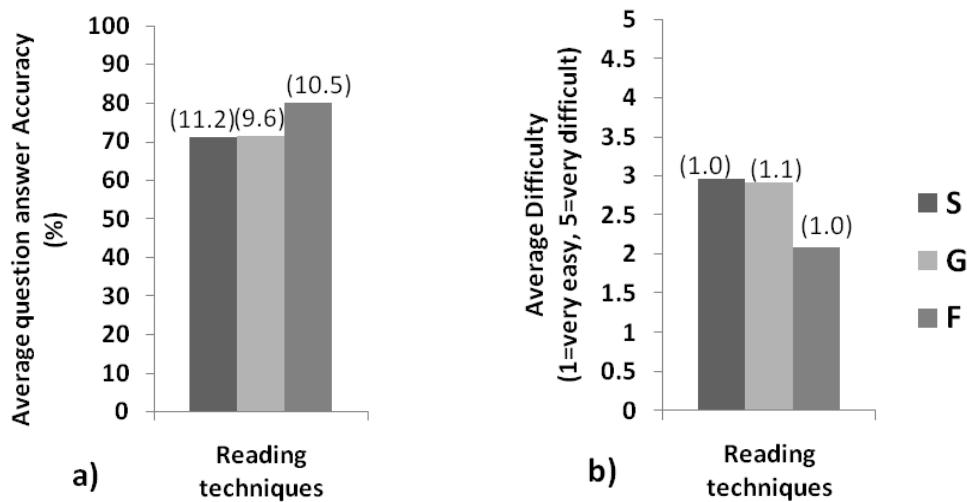 Average question answer Accuracy
(%)
100
90
80
70
60
50
40
30
20
10
0
(11.2)
(9.6)
(10.5)
Reading
techniques
a)
Average Difficulty
(1=very easy, 5=very difficult)
5
4.5
4
3.5
3
2.5
2
1.5
1
0.5
0
(1.0)
(1.1)
(1.0)
Reading
techniques
b)
S
G
F